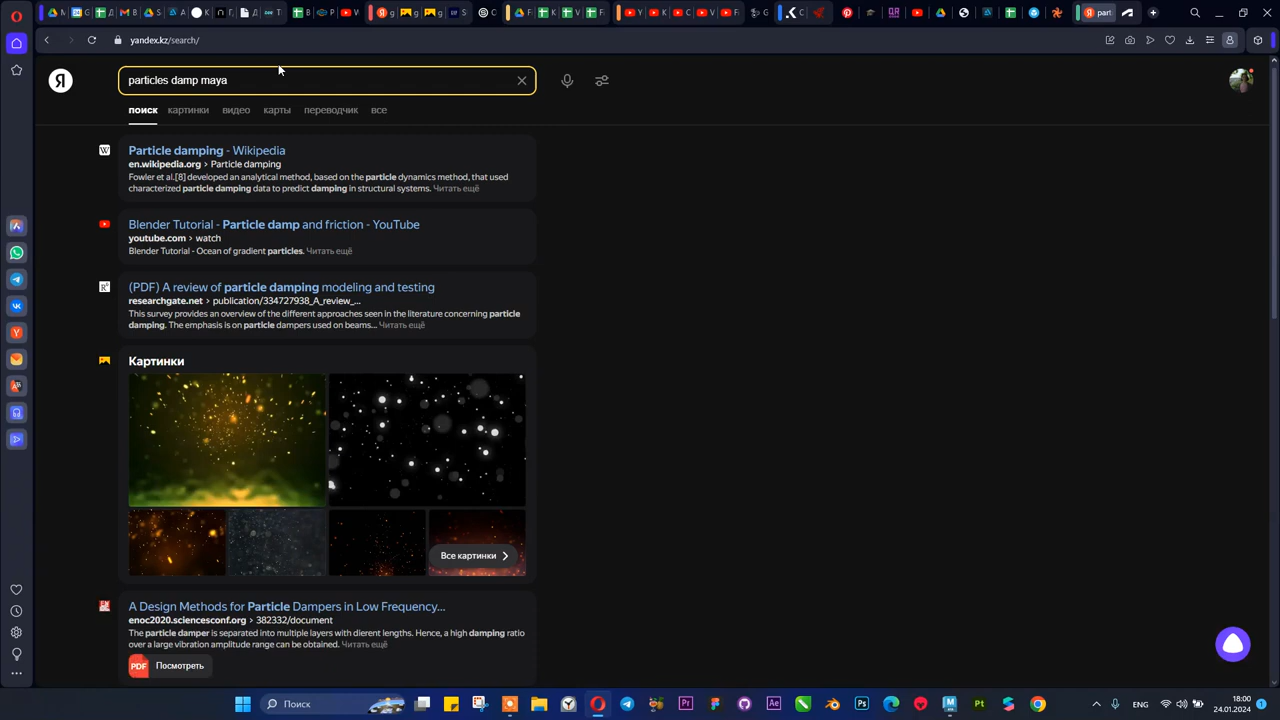 yandex.kz/search/
Я
particles damp maya
поиск картинки видео карты переводчик все
W
Particle damping - Wikipedia
en.wikipedia.org > Particle damping
Fowler et al.[8] developed an analytical method, based on the particle dynamics method, that used
characterized particle damping data to predict damping in structural systems. Читать ещё
Blender Tutorial - Particle damp and friction - YouTube
youtube.com > watch
Blender Tutorial - Ocean of gradient particles. Читать ещё
(PDF) A review of particle damping modeling and testing
researchgate.net > publication/334727938_A_review_...
This survey provides an overview of the different approaches seen in the literature concerning particle
damping. The emphasis is on particle dampers used on beams... Читать ещё
Картинки
Все картинки
A Design Methods for Particle Dampers in Low Frequency...
enoc2020.sciencesconf.org > 382332/document
The particle damper is separated into multiple layers with dierent lengths. Hence, a high damping ratio
over a large vibration amplitude range can be obtained. Читать ещё
PDF Посмотреть
Поиск
Pr
Ae
Ps
M
Pt
ENG
18:00
24.01.2024